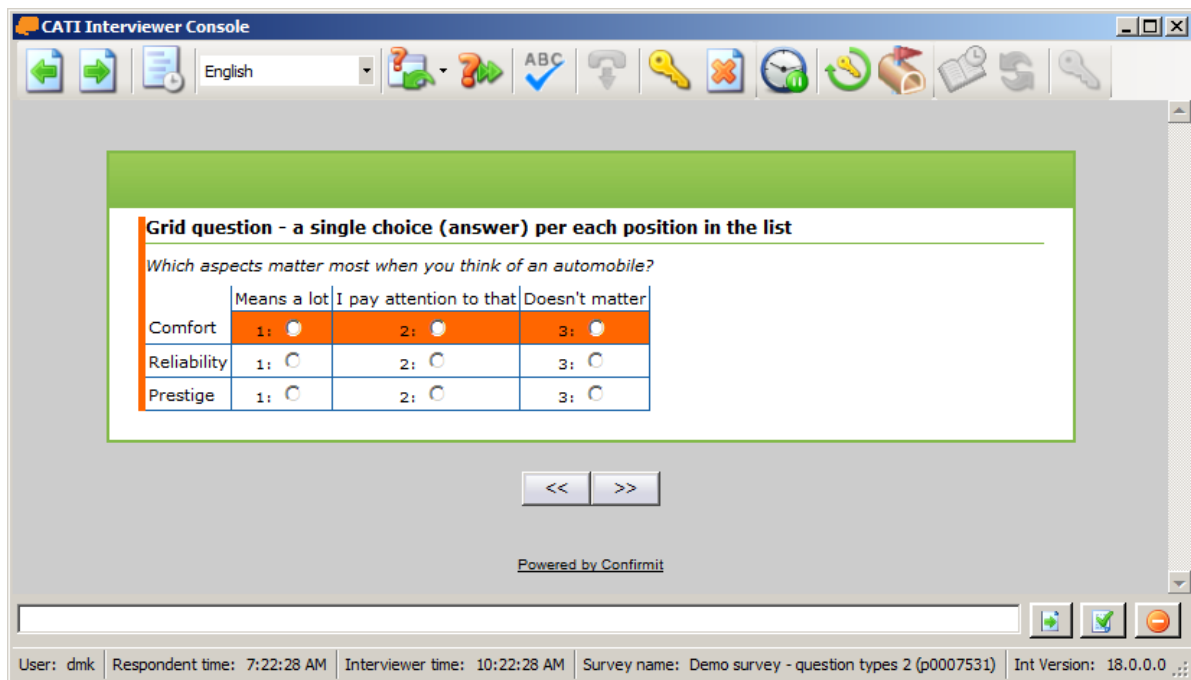 CATI Interviewer Console
English
ABC
Grid question - a single choice (answer) per each position in the list
Which aspects matter most when you think of an automobile?
Means a lot I pay attention to that Doesn't matter
Comfort 1: 2: 3:
Reliability 1: 2: 3:
Prestige 1: 2: 3:
<< >>
Powered by Confirmit
User: dmk Respondent time: 7:22:28 AM Interviewer time: 10:22:28 AM Survey name: Demo survey - question types 2 (p0007531) Int Version: 18.0.0.0